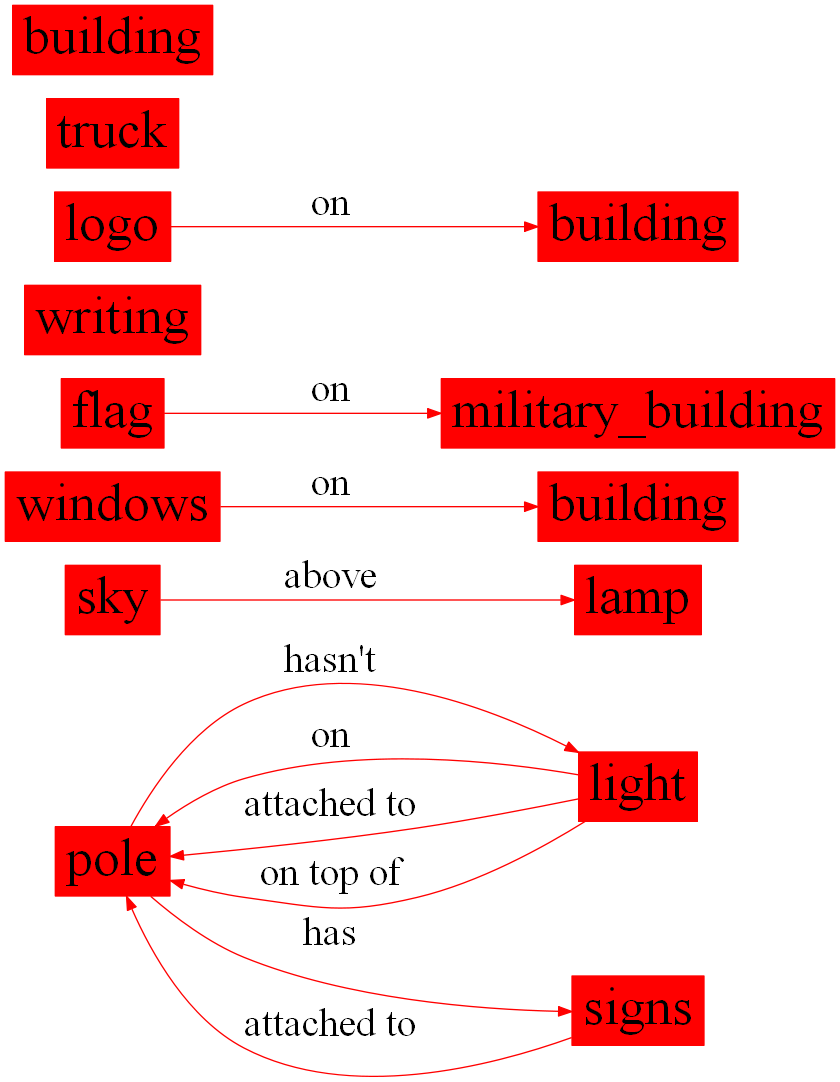 building
truck
logo on building
writing
flag on military_building
windows on building
sky above lamp
hasn't
on
light
attached to
pole
on top of
has
signs
attached to